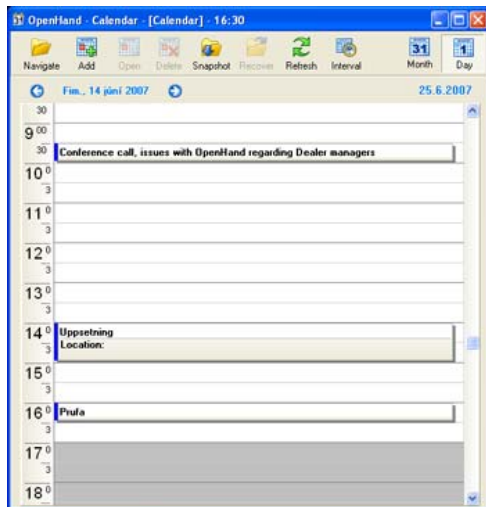 OpenHand - Calendar - [Calendar] - 16:30
Navigate Add Open Delete Snapshot Recover Refresh Interval Month Day
31 1
Fim., 14 júní 2007 25.6.2007
30
9 00
30 Conference call, issues with OpenHand regarding Dealer managers
10 0
3
11 0
3
12 0
3
13 0
3
14 0 Uppsetning
3 Location:
15 0
3
16 0 Prufa
3
17 0
3
18 0